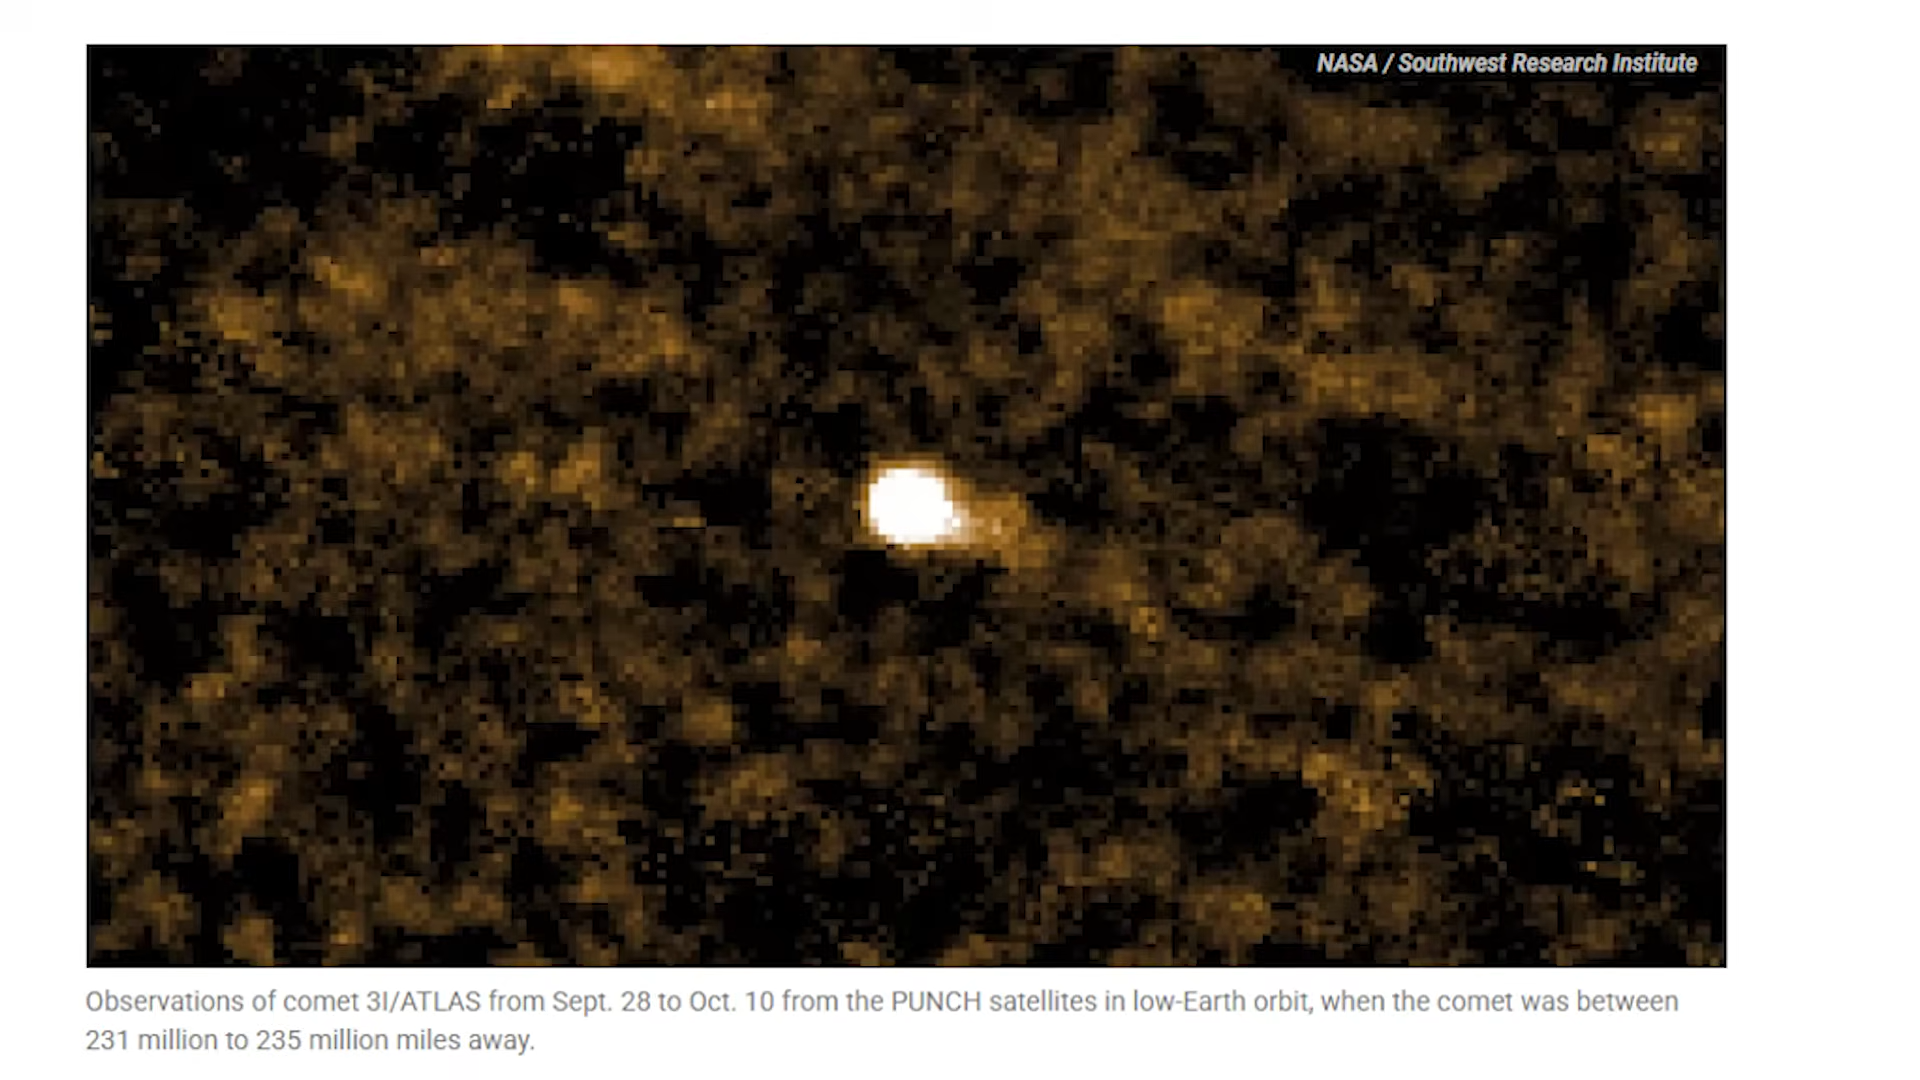 NASA / Southwest Research Institute
Observations of comet 3I/ATLAS from Sept. 28 to Oct. 10 from the PUNCH satellites in low-Earth orbit, when the comet was between
231 million to 235 million miles away.